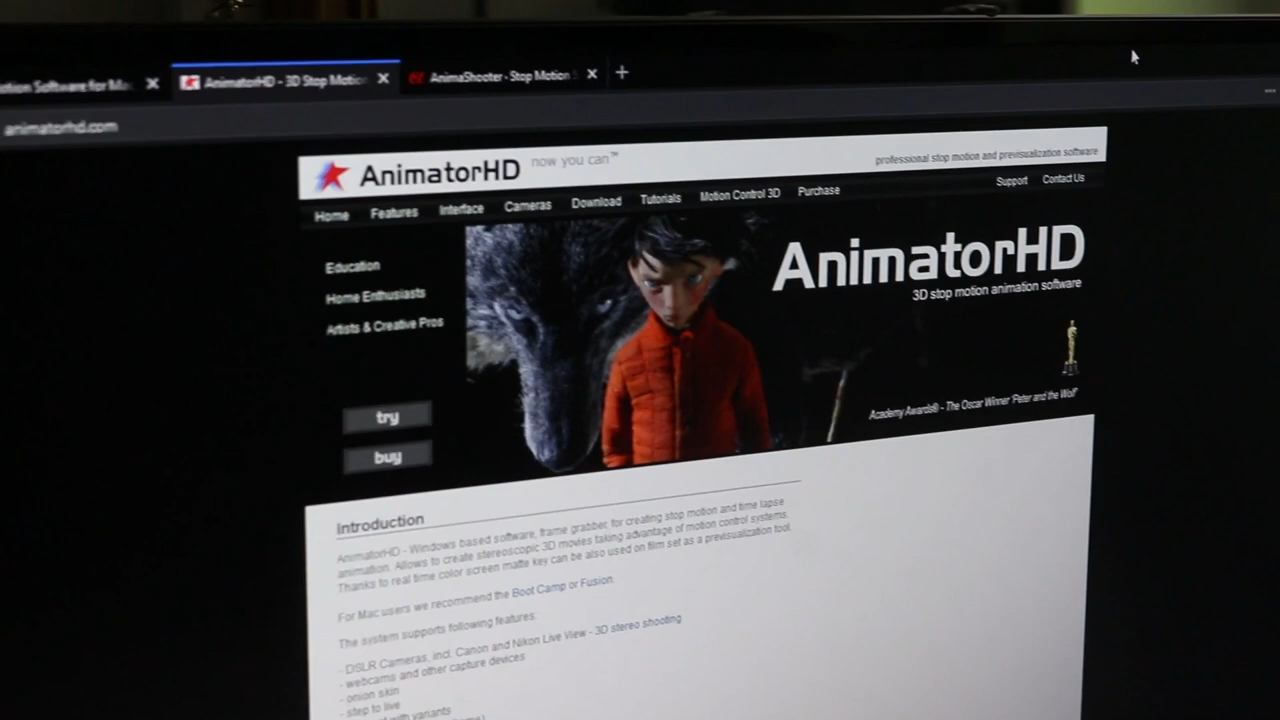 otion Software for Ma
AnimatorHD - 3D Stop Motion
AnimaShooter - Stop Motion S
animatorhd.com
AnimatorHD now you can™
professional stop motion and previsualization software
Home Features Interface Cameras Download Tutorials Motion Control 3D Purchase Support Contact Us
Education
Home Enthusiasts
Artists & Creative Pros
try
buy
AnimatorHD
3D stop motion animation software
Academy Awards® - The Oscar Winner 'Peter and the Wolf'
Introduction
AnimatorHD - Windows based software, frame grabber, for creating stop motion and time lapse
animation. Allows to create stereoscopic 3D movies taking advantage of motion control systems.
Thanks to real time color screen matte key can be also used on film set as a previsualization tool.
For Mac users we recommend the Boot Camp or Fusion.
The system supports following features:
- DSLR Cameras, incl. Canon and Nikon Live View - 3D stereo shooting
- webcams and other capture devices
- onion skin
- step to live
with variants